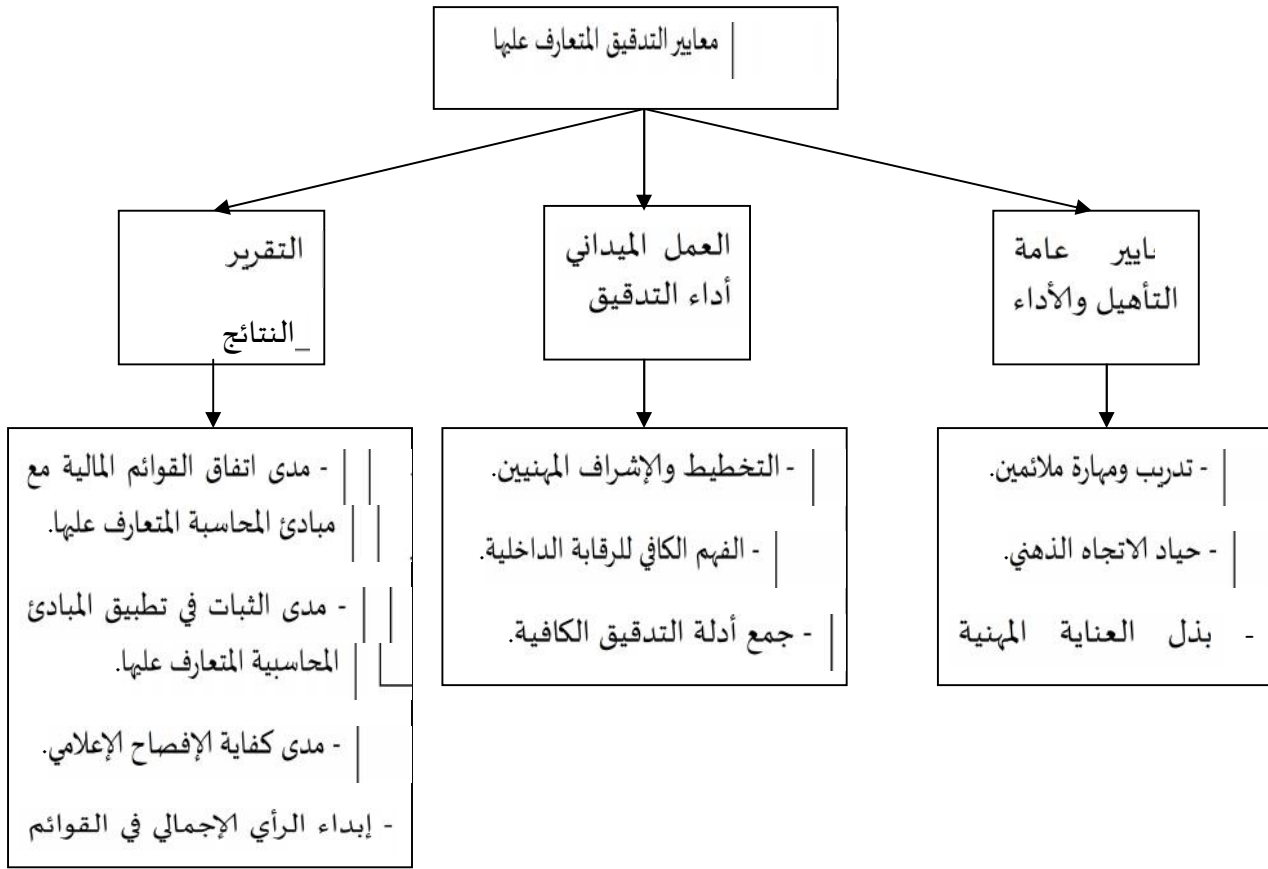 معايير التدقيق المتعارف عليها
ـايير عامة
التأهيل والأداء
العمل الميداني
أداء التدقيق
التقرير
_النتائج
- تدريب ومهارة ملائمين.
- حياد الاتجاه الذهني.
- بذل العناية المهنية
- التخطيط والإشراف المهنيين.
- الفهم الكافي للرقابة الداخلية.
- جمع أدلة التدقيق الكافية.
- مدى اتفاق القوائم المالية مع
مبادئ المحاسبة المتعارف عليها.
- مدى الثبات في تطبيق المبادئ
المحاسبية المتعارف عليها.
- مدى كفاية الإفصاح الإعلامي.
- إبداء الرأي الإجمالي في القوائم